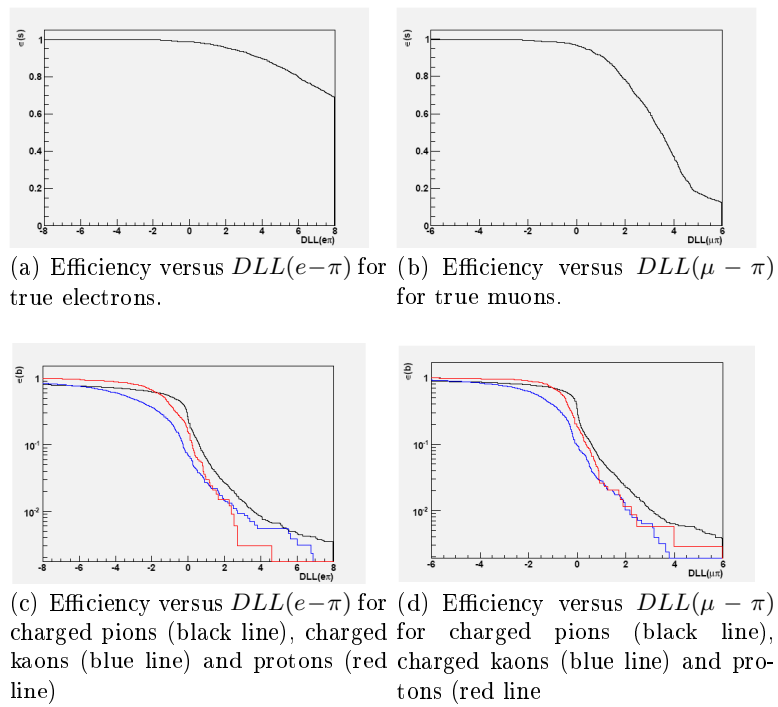 ε(s)
1
0.8
0.6
0.4
0.2
0
-8 -6 -4 -2 0 2 4 6 8
DLL(eπ)
(a) Efficiency versus DLL(e−π) for
true electrons.
ε(s)
1
0.8
0.6
0.4
0.2
0
-6 -4 -2 0 2 4 6
DLL(μπ)
(b) Efficiency versus DLL(μ − π)
for true muons.
ε(b)
1
10⁻¹
10⁻²
-8 -6 -4 -2 0 2 4 6 8
DLL(eπ)
(c) Efficiency versus DLL(e−π) for
charged pions (black line), charged
kaons (blue line) and protons (red
line)
ε(b)
1
10⁻¹
10⁻²
-6 -4 -2 0 2 4 6
DLL(μπ)
(d) Efficiency versus DLL(μ − π)
for charged pions (black line),
charged kaons (blue line) and pro-
tons (red line